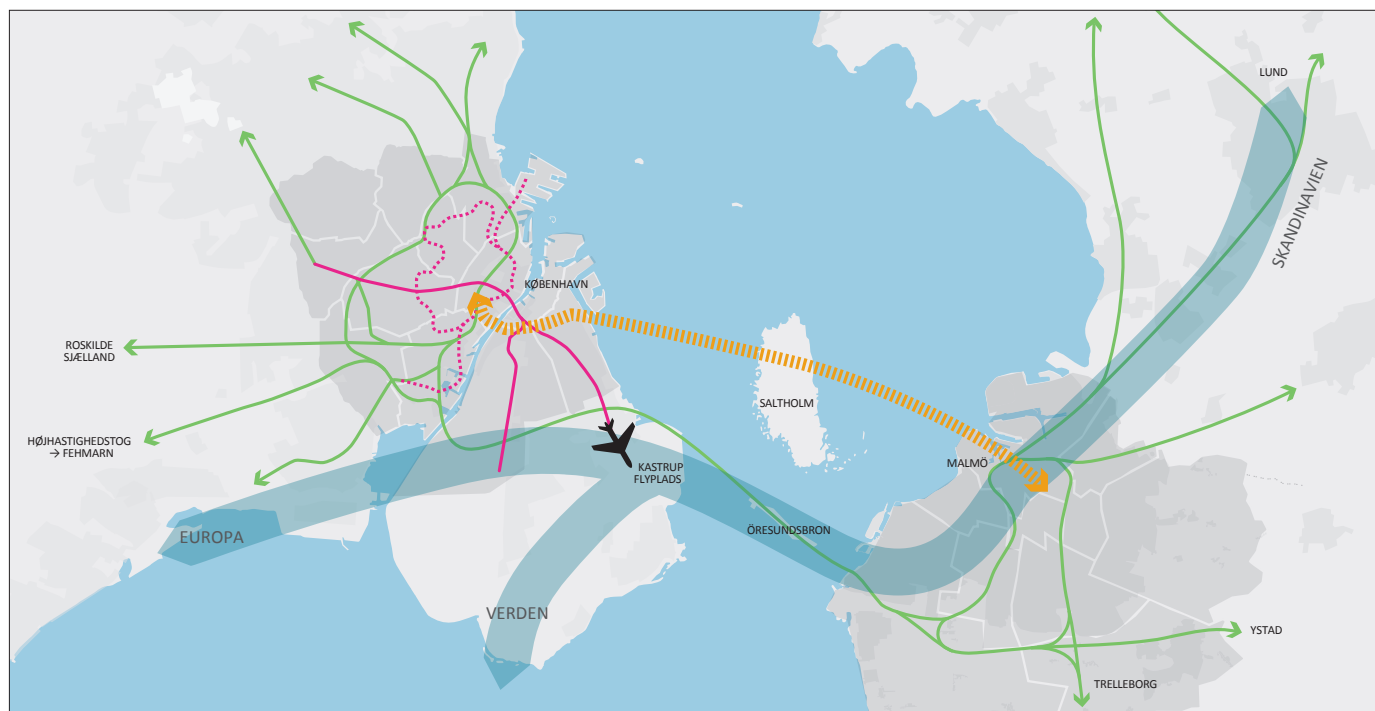 LUND
SKANDINAVIEN
KØBENHAVN
ROSKILDE
SJÆLLAND
SALTHOLM
HØJHASTIGHEDSTOG
→ FEHMARN
MALMÖ
KASTRUP
FLYPLADS
ÖRESUNDSBRON
EUROPA
VERDEN
YSTAD
TRELLEBORG